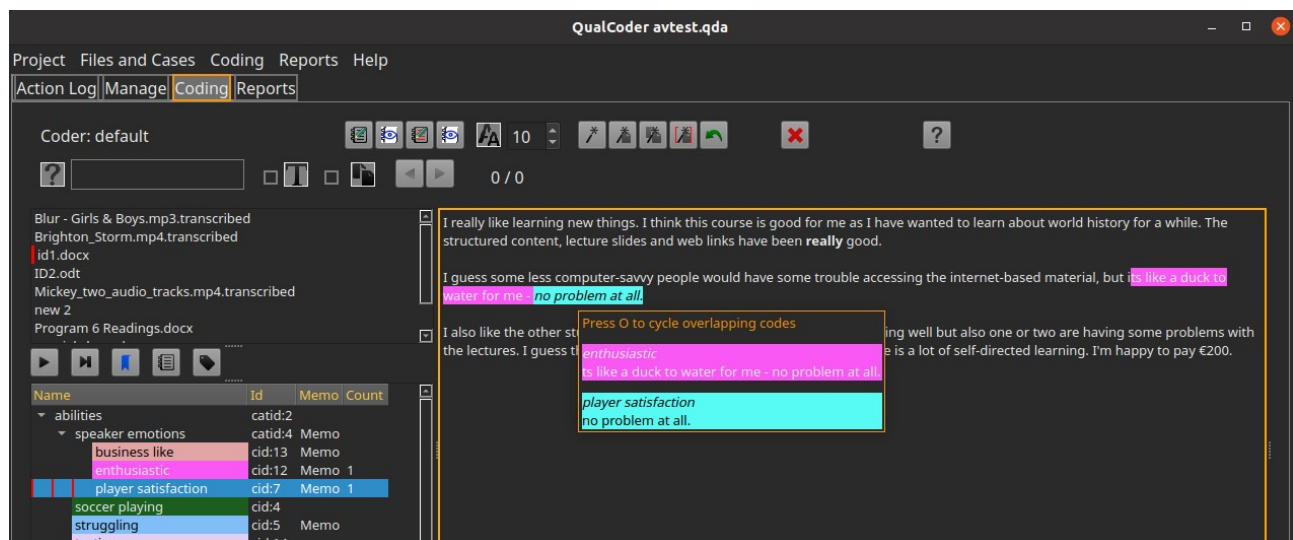 QualCoder avtest.qda
Project Files and Cases Coding Reports Help
Action Log Manage Coding Reports
Coder: default
10
0 / 0
Blur - Girls & Boys.mp3.transcribed
Brighton_Storm.mp4.transcribed
id1.docx
ID2.odt
Mickey_two_audio_tracks.mp4.transcribed
new 2
Program 6 Readings.docx
Name Id Memo Count
abilities catid:2
speaker emotions catid:4 Memo
business like cid:13 Memo
enthusiastic cid:12 Memo 1
player satisfaction cid:7 Memo 1
soccer playing cid:4
struggling cid:5 Memo
I really like learning new things. I think this course is good for me as I have wanted to learn about world history for a while. The
structured content, lecture slides and web links have been really good.
I guess some less computer-savvy people would have some trouble accessing the internet-based material, but its like a duck to
water for me - no problem at all.
I also like the other ing well but also one or two are having some problems with
the lectures. I guess e is a lot of self-directed learning. I'm happy to pay €200.
Press O to cycle overlapping codes
enthusiastic
ts like a duck to water for me - no problem at all.
player satisfaction
no problem at all.